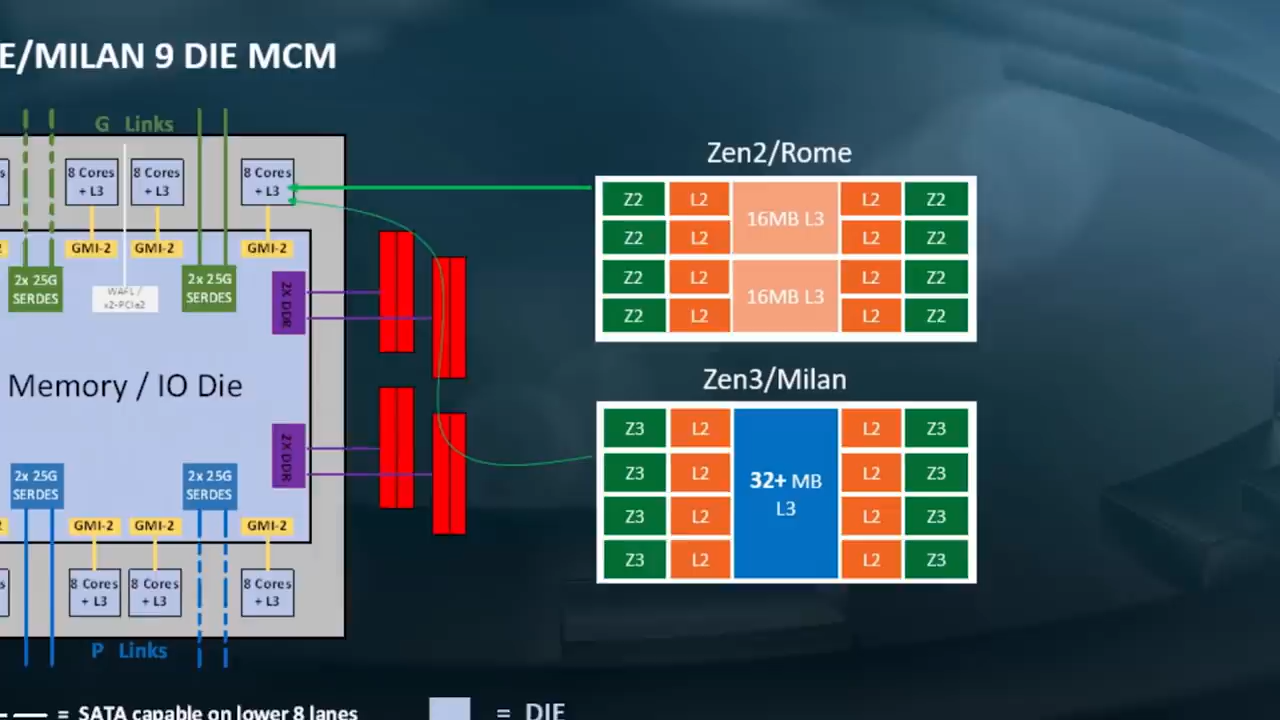 E/MILAN 9 DIE MCM
G Links
8 Cores
+ L3
8 Cores
+ L3
8 Cores
+ L3
GMI-2
GMI-2
GMI-2
2x 25G
SERDES
WAFL /
x2-PCIe2
2x 25G
SERDES
2X DDR
Memory / IO Die
2X DDR
2x 25G
SERDES
2x 25G
SERDES
GMI-2
GMI-2
GMI-2
8 Cores
+ L3
8 Cores
+ L3
8 Cores
+ L3
P Links
= SATA capable on lower 8 lanes
= DIE
Zen2/Rome
Z2 L2 16MB L3 L2 Z2
Z2 L2 L2 Z2
Z2 L2 16MB L3 L2 Z2
Z2 L2 L2 Z2
Zen3/Milan
Z3 L2 L2 Z3
Z3 L2 32+ MB L2 Z3
Z3 L2 L3 L2 Z3
Z3 L2 L2 Z3